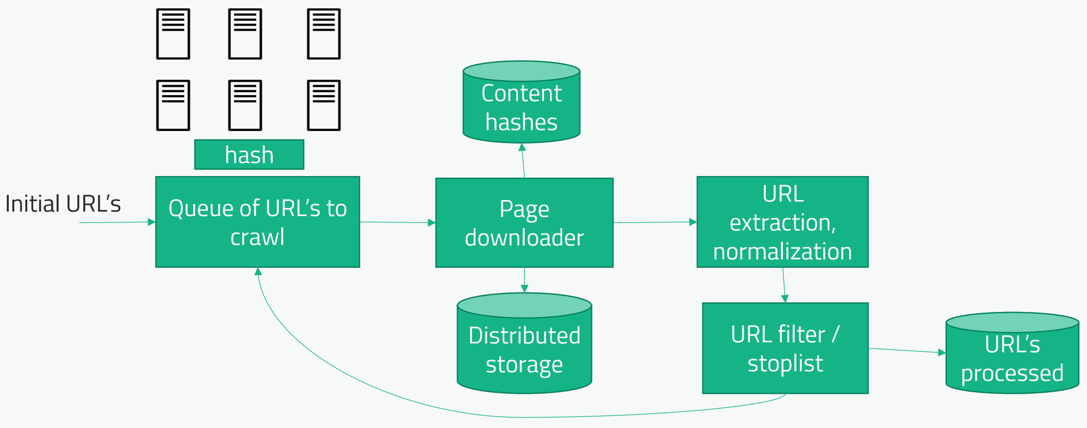 hash
Initial URL's
Queue of URL's to
crawl
Content
hashes
Page
downloader
Distributed
storage
URL
extraction,
normalization
URL filter /
stoplist
URL's
processed